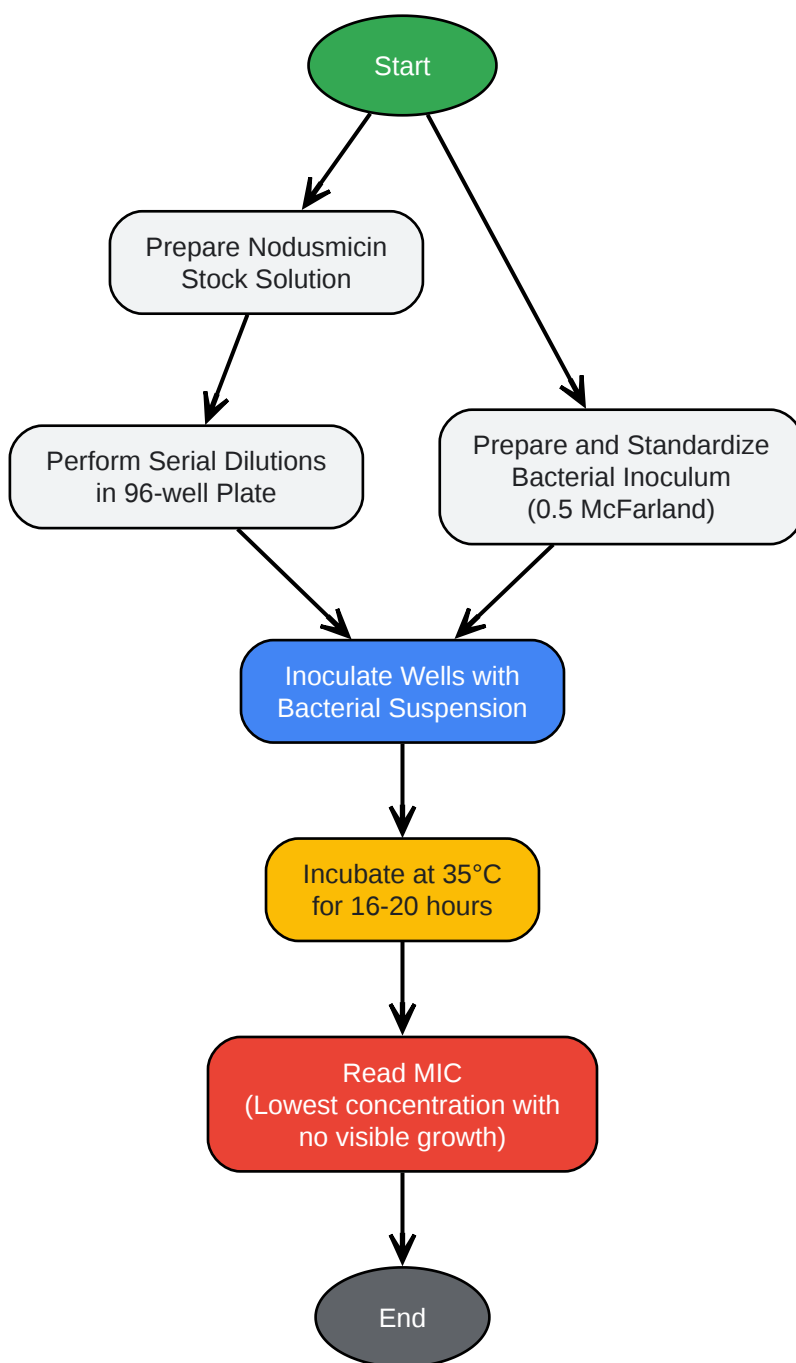 Start
Prepare Nodusmicin
Stock Solution
Perform Serial Dilutions
in 96-well Plate
Prepare and Standardize
Bacterial Inoculum
(0.5 McFarland)
Inoculate Wells with
Bacterial Suspension
Incubate at 35°C
for 16-20 hours
Read MIC
(Lowest concentration with
no visible growth)
End